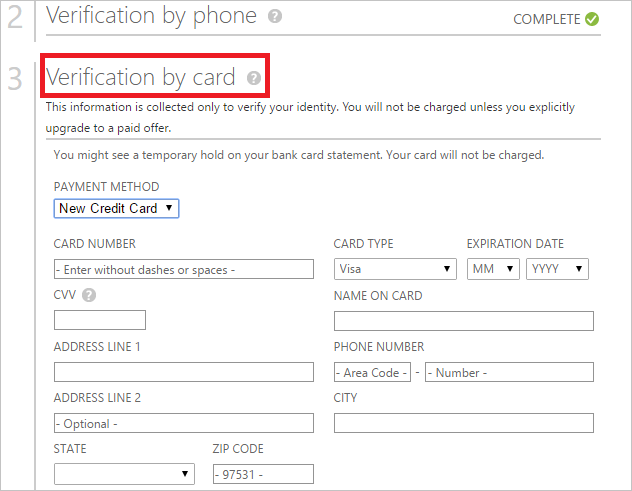 2 Verification by phone ? COMPLETE
3 Verification by card ?
This information is collected only to verify your identity. You will not be charged unless you explicitly
upgrade to a paid offer.
You might see a temporary hold on your bank card statement. Your card will not be charged.
PAYMENT METHOD
New Credit Card
CARD NUMBER CARD TYPE EXPIRATION DATE
- Enter without dashes or spaces - Visa MM YYYY
CVV ? NAME ON CARD
ADDRESS LINE 1 PHONE NUMBER
- Area Code - - - Number -
ADDRESS LINE 2 CITY
- Optional -
STATE ZIP CODE
- 97531 -